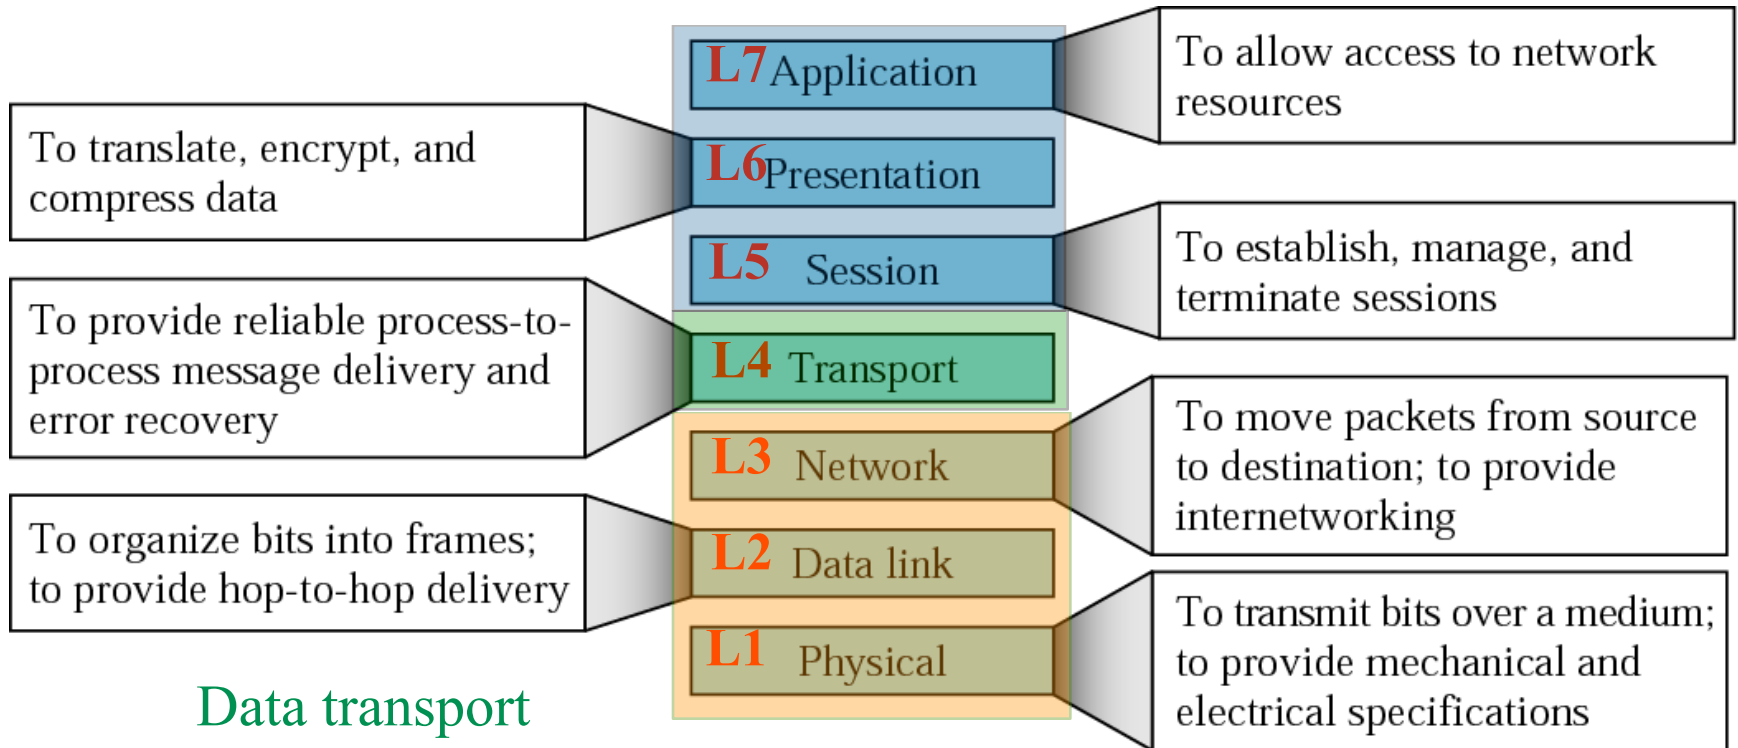 L7 Application
To allow access to network
resources
To translate, encrypt, and
compress data
L6 Presentation
L5 Session
To establish, manage, and
terminate sessions
To provide reliable process-to-
process message delivery and
error recovery
L4 Transport
L3 Network
To move packets from source
to destination; to provide
internetworking
To organize bits into frames;
to provide hop-to-hop delivery
L2 Data link
L1 Physical
To transmit bits over a medium;
to provide mechanical and
electrical specifications
Data transport